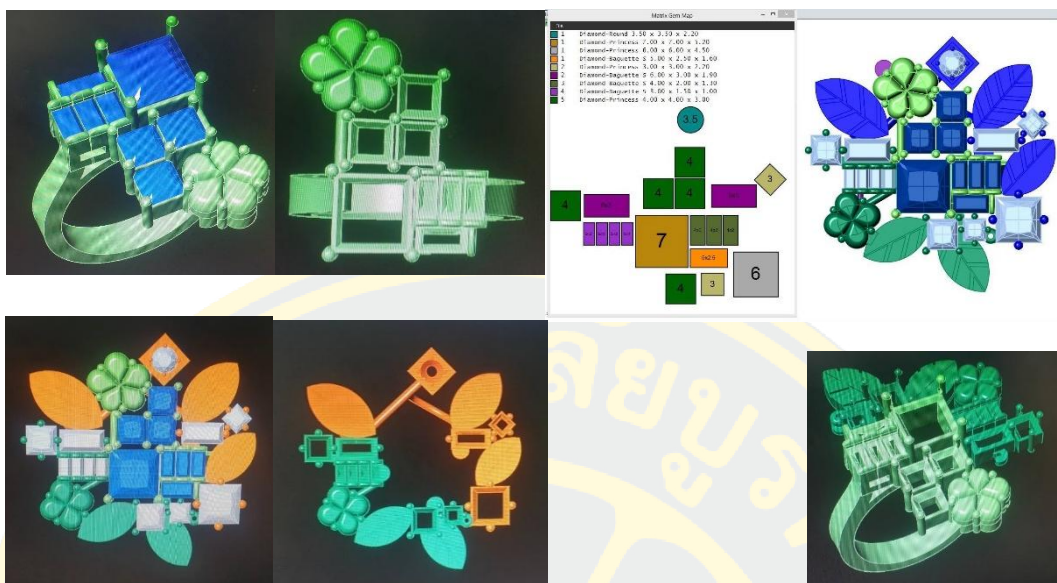 Matrix Gem Map
1 Diamond-Round 3.50 x 3.50 x 2.20
1 Diamond-Princess 7.00 x 7.00 x 5.20
1 Diamond-Princess 6.00 x 6.00 x 4.50
1 Diamond-Baguette S 5.00 x 2.50 x 1.60
2 Diamond-Princess 3.00 x 3.00 x 2.20
2 Diamond-Baguette S 6.00 x 3.00 x 1.90
3 Diamond-Baguette S 4.00 x 2.00 x 1.30
4 Diamond-Baguette S 3.00 x 1.50 x 1.00
5 Diamond-Princess 4.00 x 4.00 x 3.00
3.5
4
3
4 4 4
7
5x2.5
6
4 3
ลัยบูร